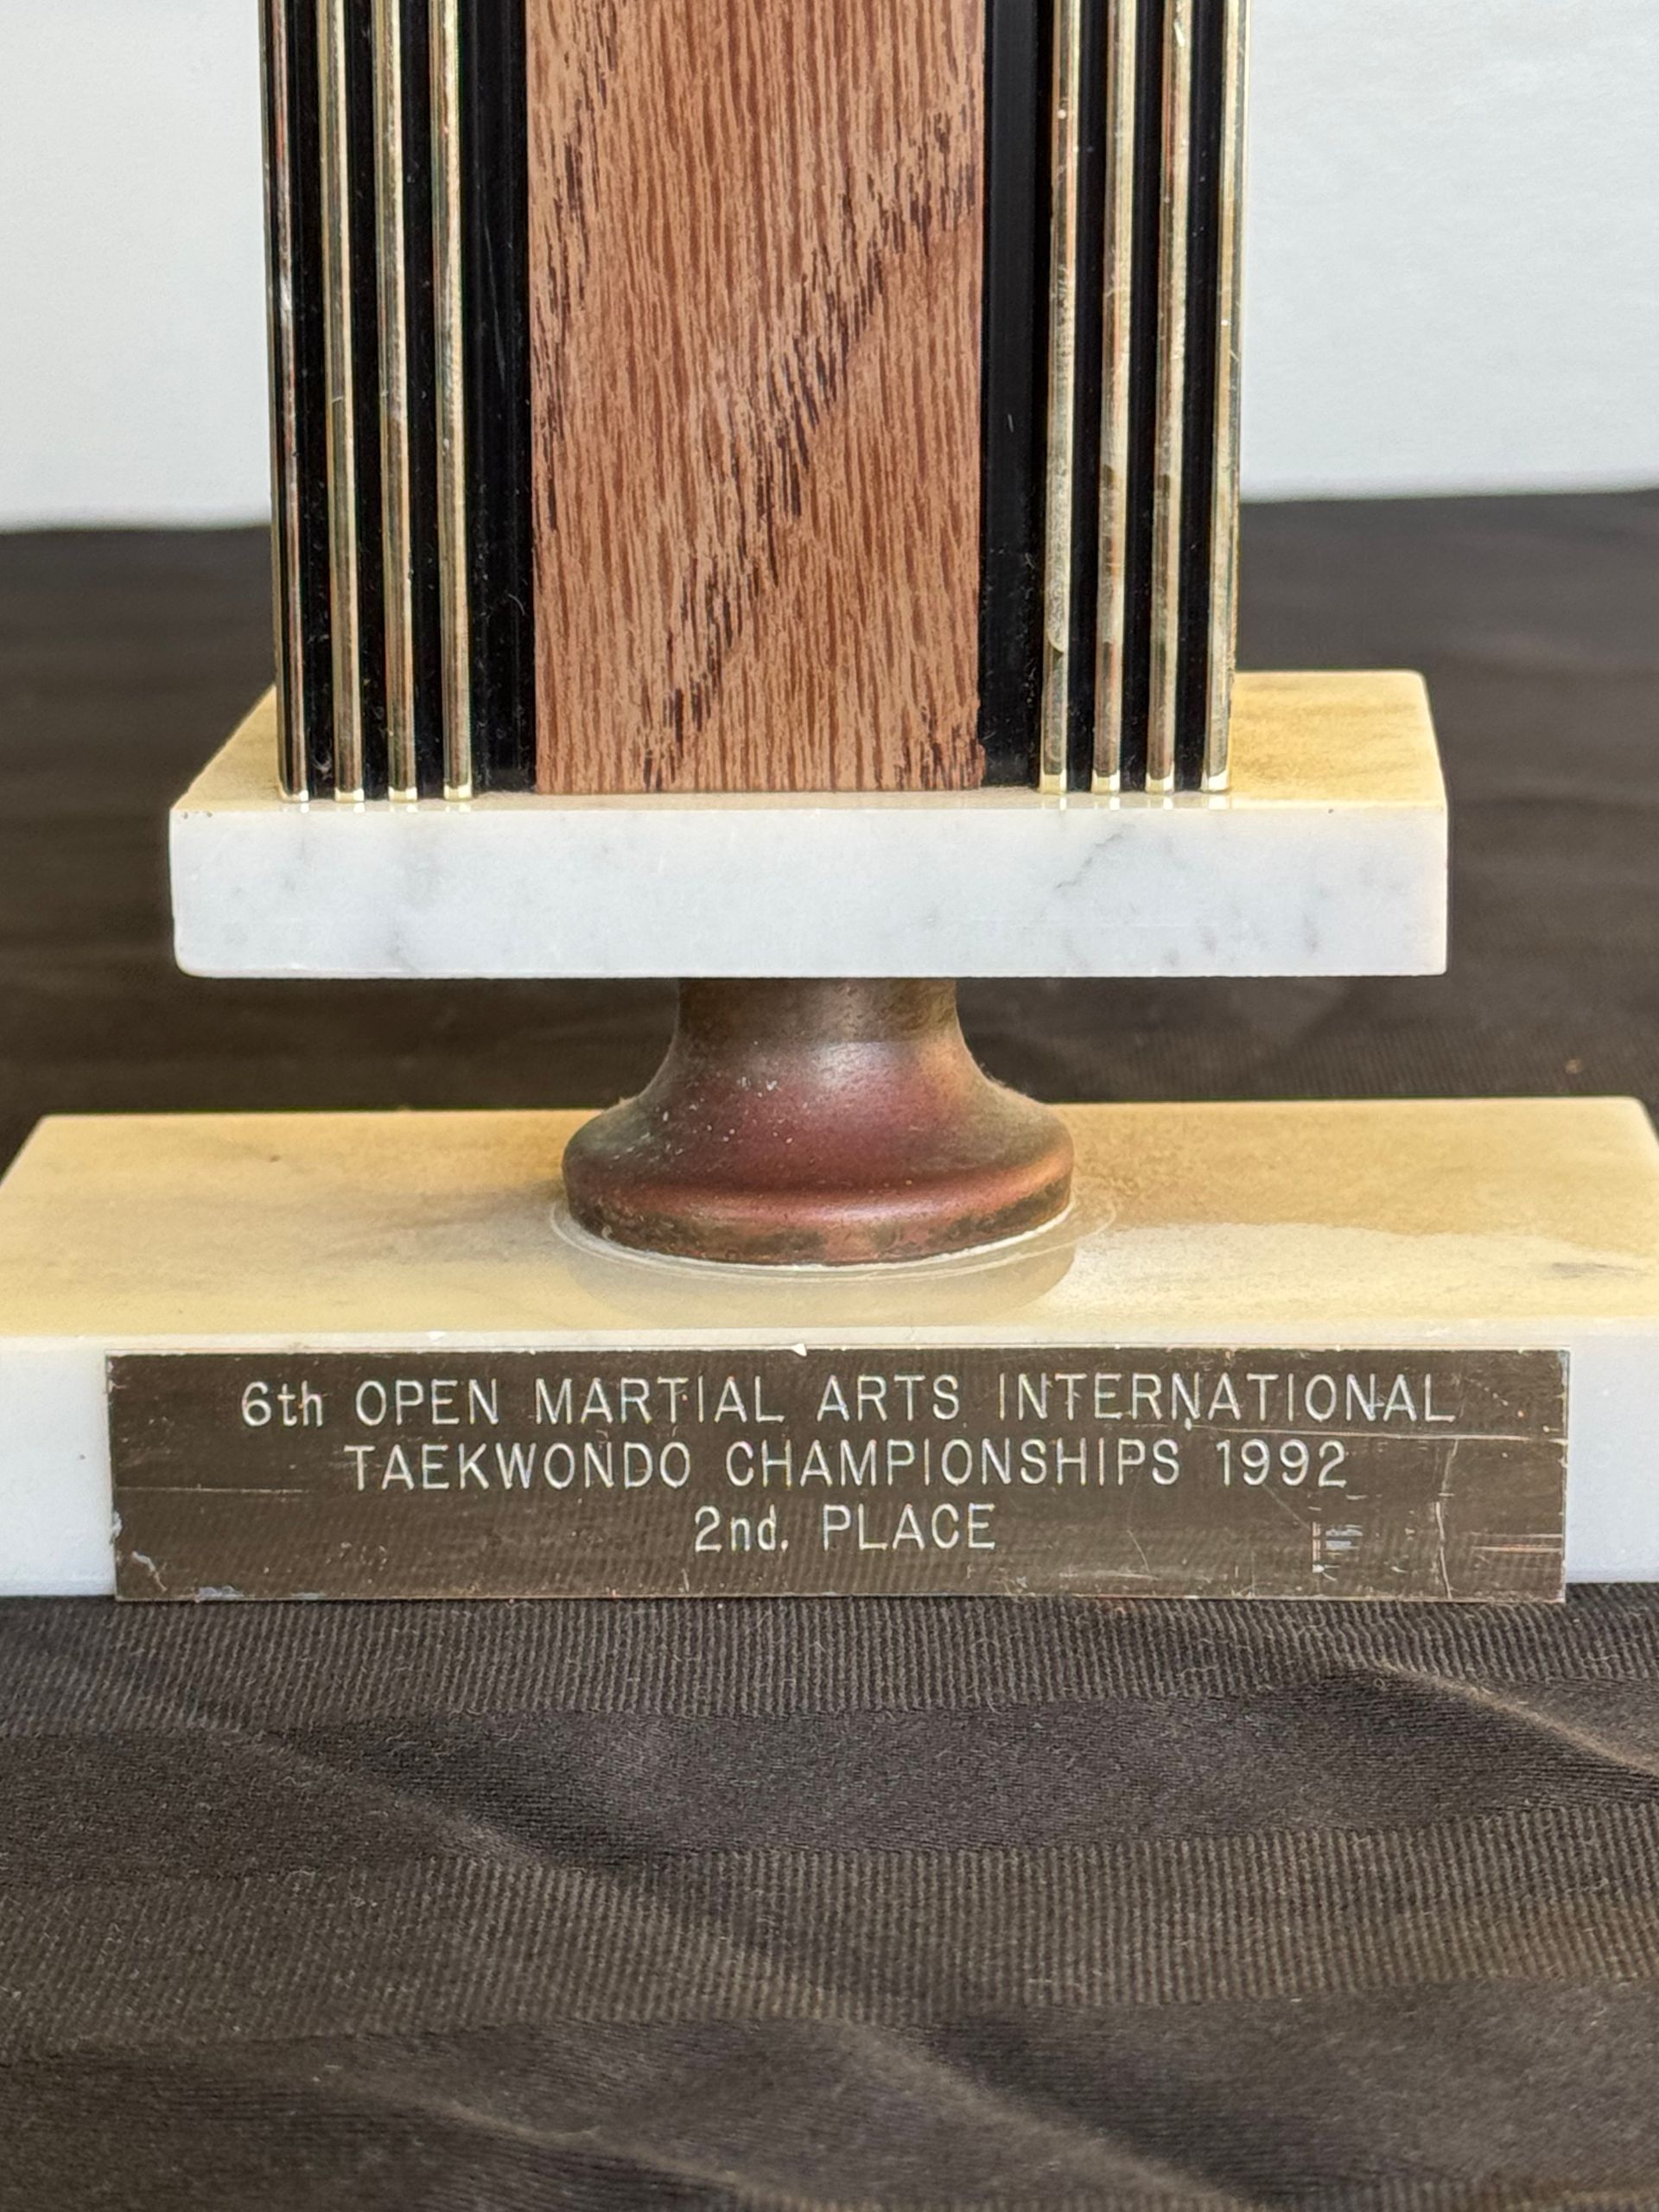 6th OPEN MARTIAL ARTS INTERNATIONAL
TAEKWONDO CHAMPIONSHIPS 1992
2nd. PLACE